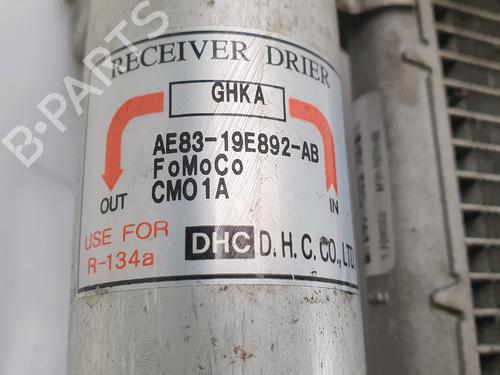 B-PARTS
RECEIVER DRIER
GHKA
AE83-19E892-AB
FoMoCo
CM01A
OUT
IN
USE FOR
R-134a
DHC D.H.C.CO.,LTD